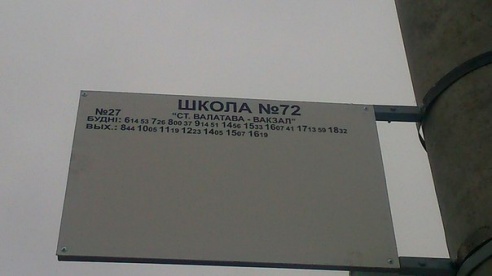 ШКОЛА №72
№27 "СТ. ВАЛАТАВА - ВАКЗАЛ"
БУДНІ: 614 53 726 800 37 914 51 1456 1533 1607 41 1713 59 1832
ВЫХ.: 844 1005 1119 1223 1405 1567 1619